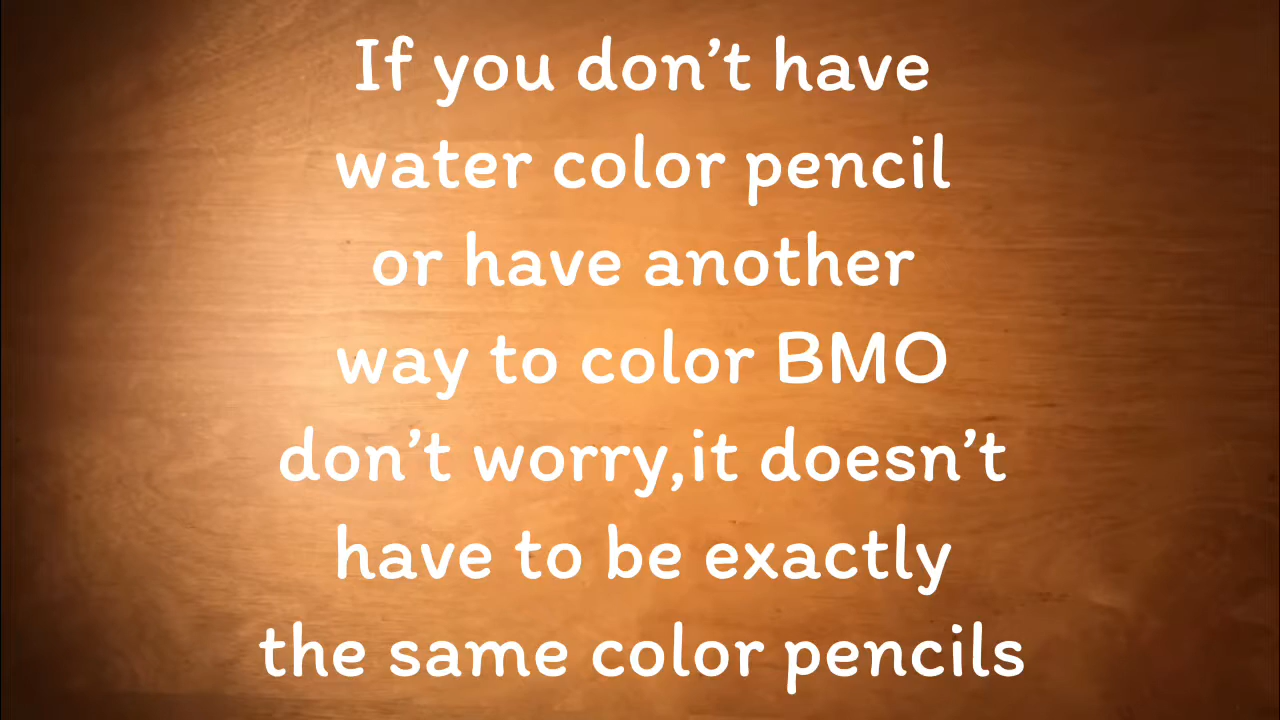 If you don’t have
water color pencil
or have another
way to color BMO
don’t worry,it doesn’t
have to be exactly
the same color pencils